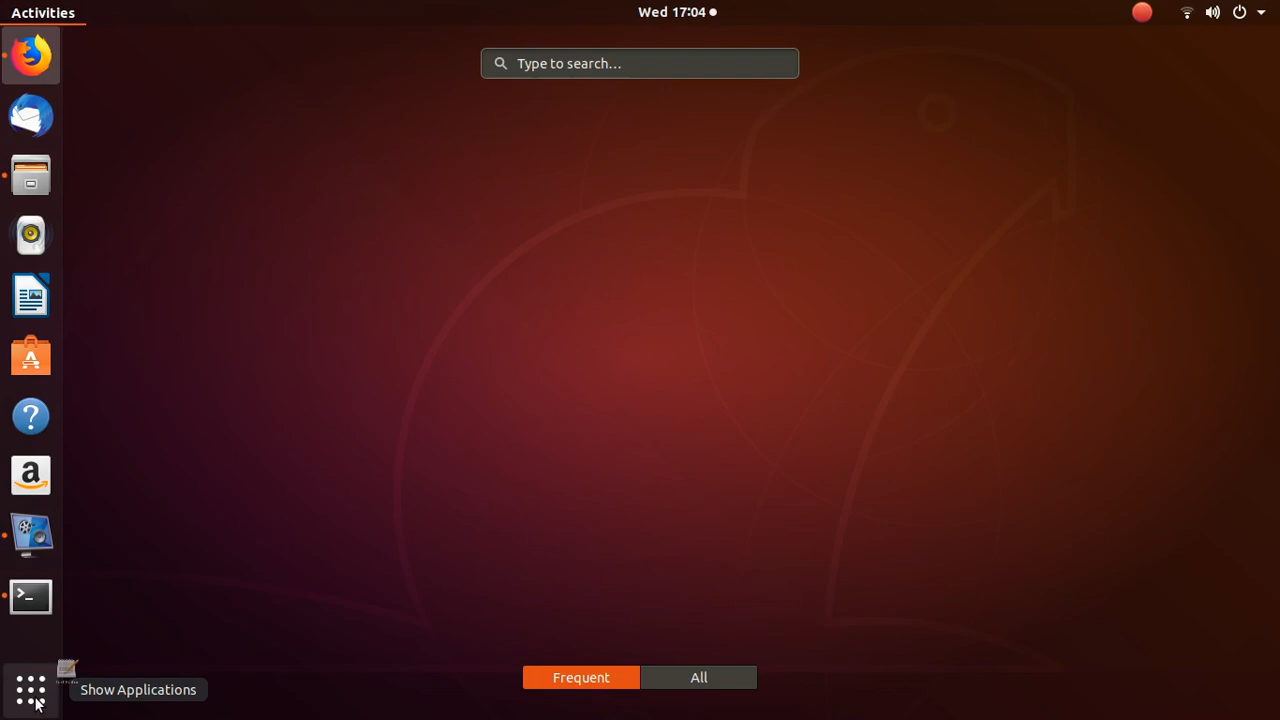 Activities
Wed 17:04
Type to search...
Show Applications
Frequent
All